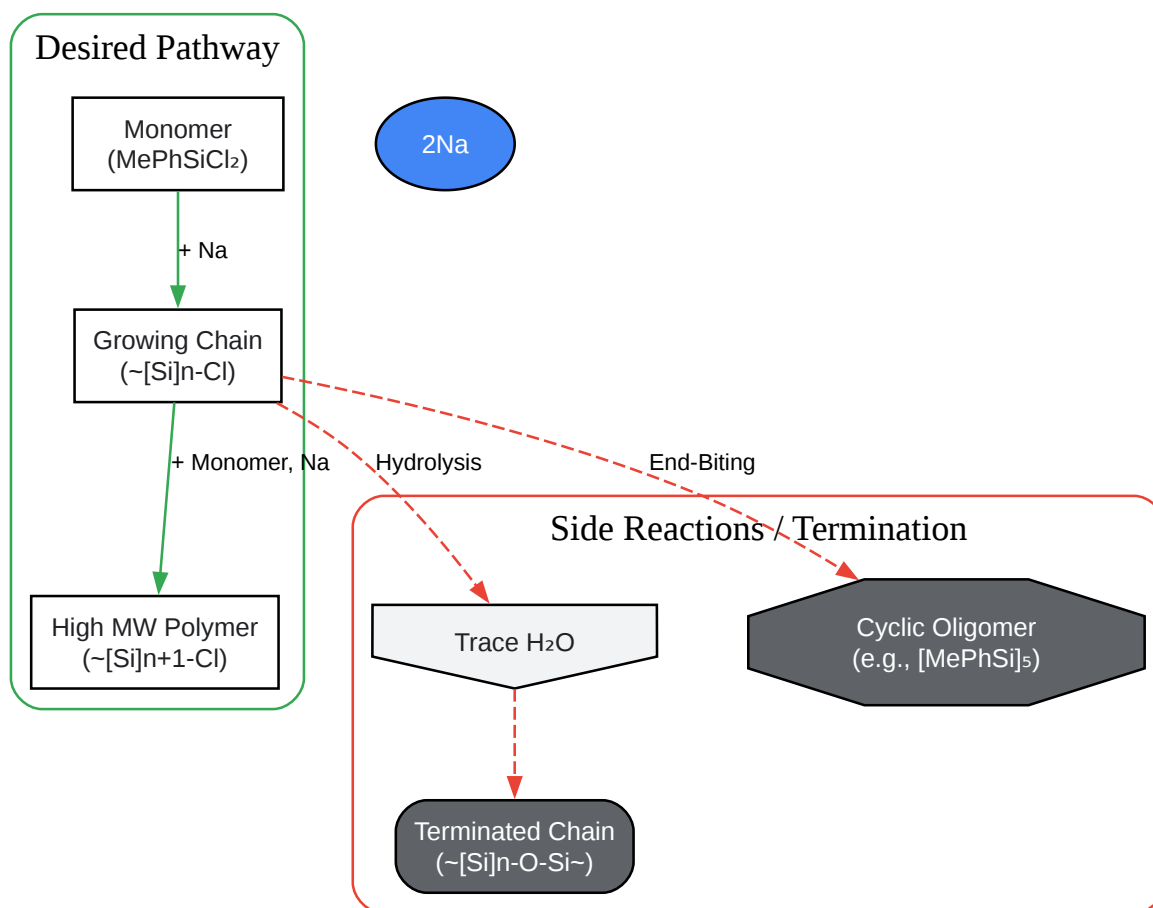 Desired Pathway
Monomer
(MePhSiCl₂)
2Na
+ Na
Growing Chain
(~[Si]n-Cl)
+ Monomer, Na
Hydrolysis
End-Biting
Side Reactions / Termination
High MW Polymer
(~[Si]n+1-Cl)
Trace H₂O
Cyclic Oligomer
(e.g., [MePhSi]₅)
Terminated Chain
(~[Si]n-O-Si~)